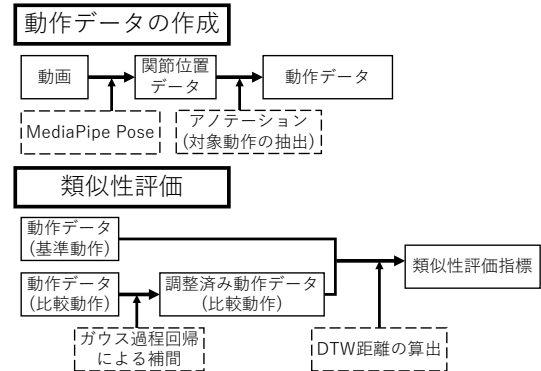 動作データの作成
動画
関節位置
データ
動作データ
MediaPipe Pose
アノテーション
(対象動作の抽出)
類似性評価
動作データ
(基準動作)
動作データ
(比較動作)
調整済み動作データ
(比較動作)
類似性評価指標
ガウス過程回帰
による補間
DTW距離の算出